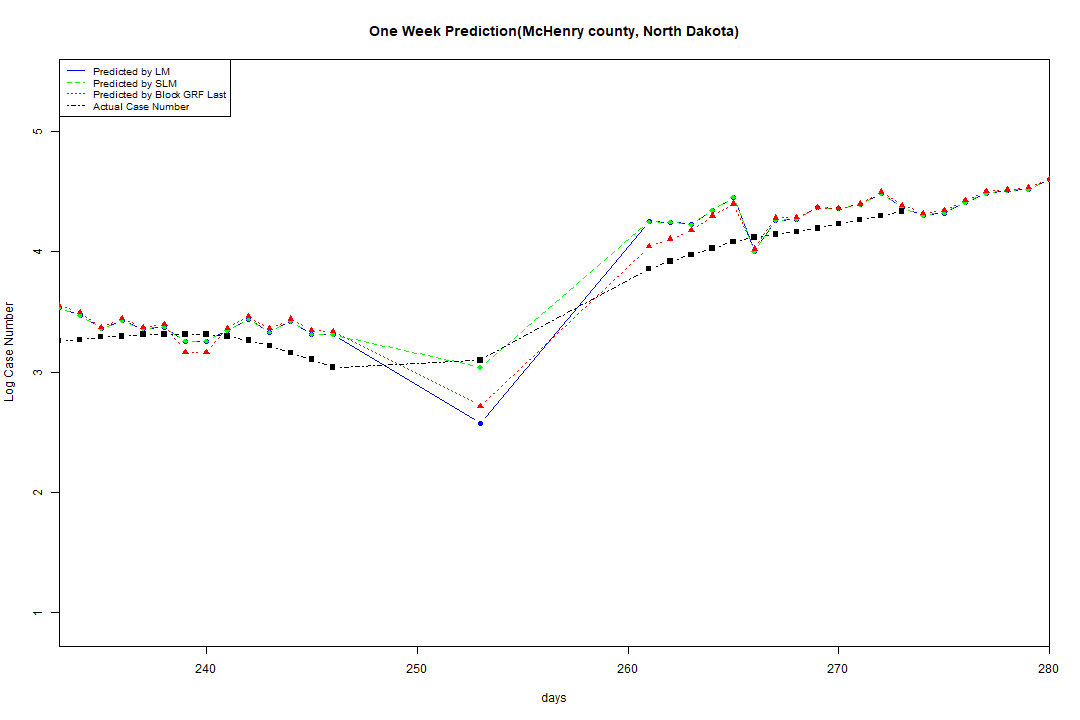 One Week Prediction(McHenry county, North Dakota)
Predicted by LM
Predicted by SLM
Predicted by Block GRF Last
Actual Case Number
5
4
3
2
1
Log Case Number
240 250 260 270 280
days